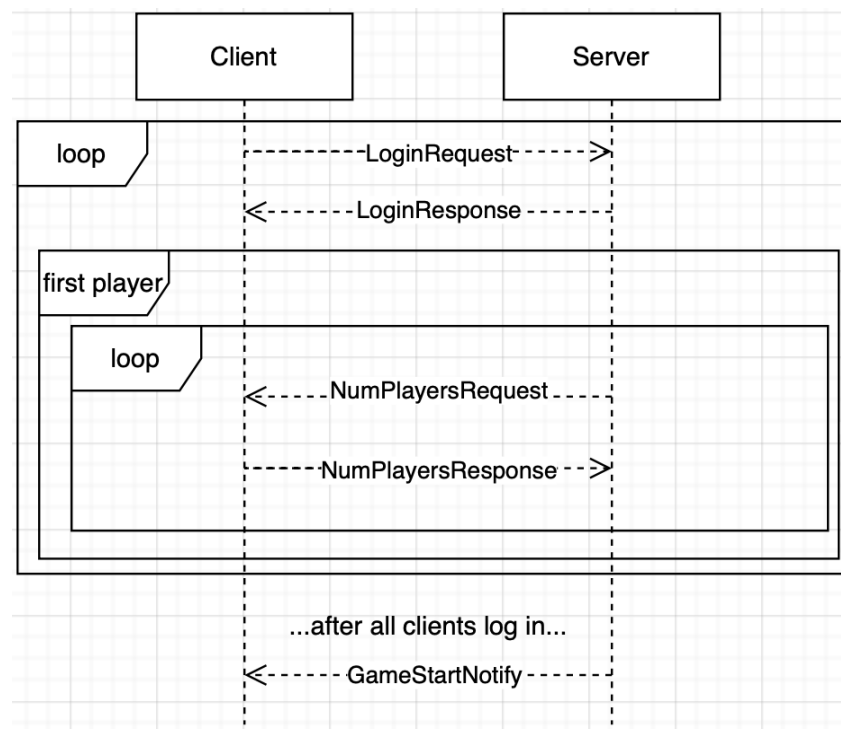 Client
Server
loop
LoginRequest
LoginResponse
first player
loop
NumPlayersRequest
NumPlayersResponse
...after all clients log in...
GameStartNotify